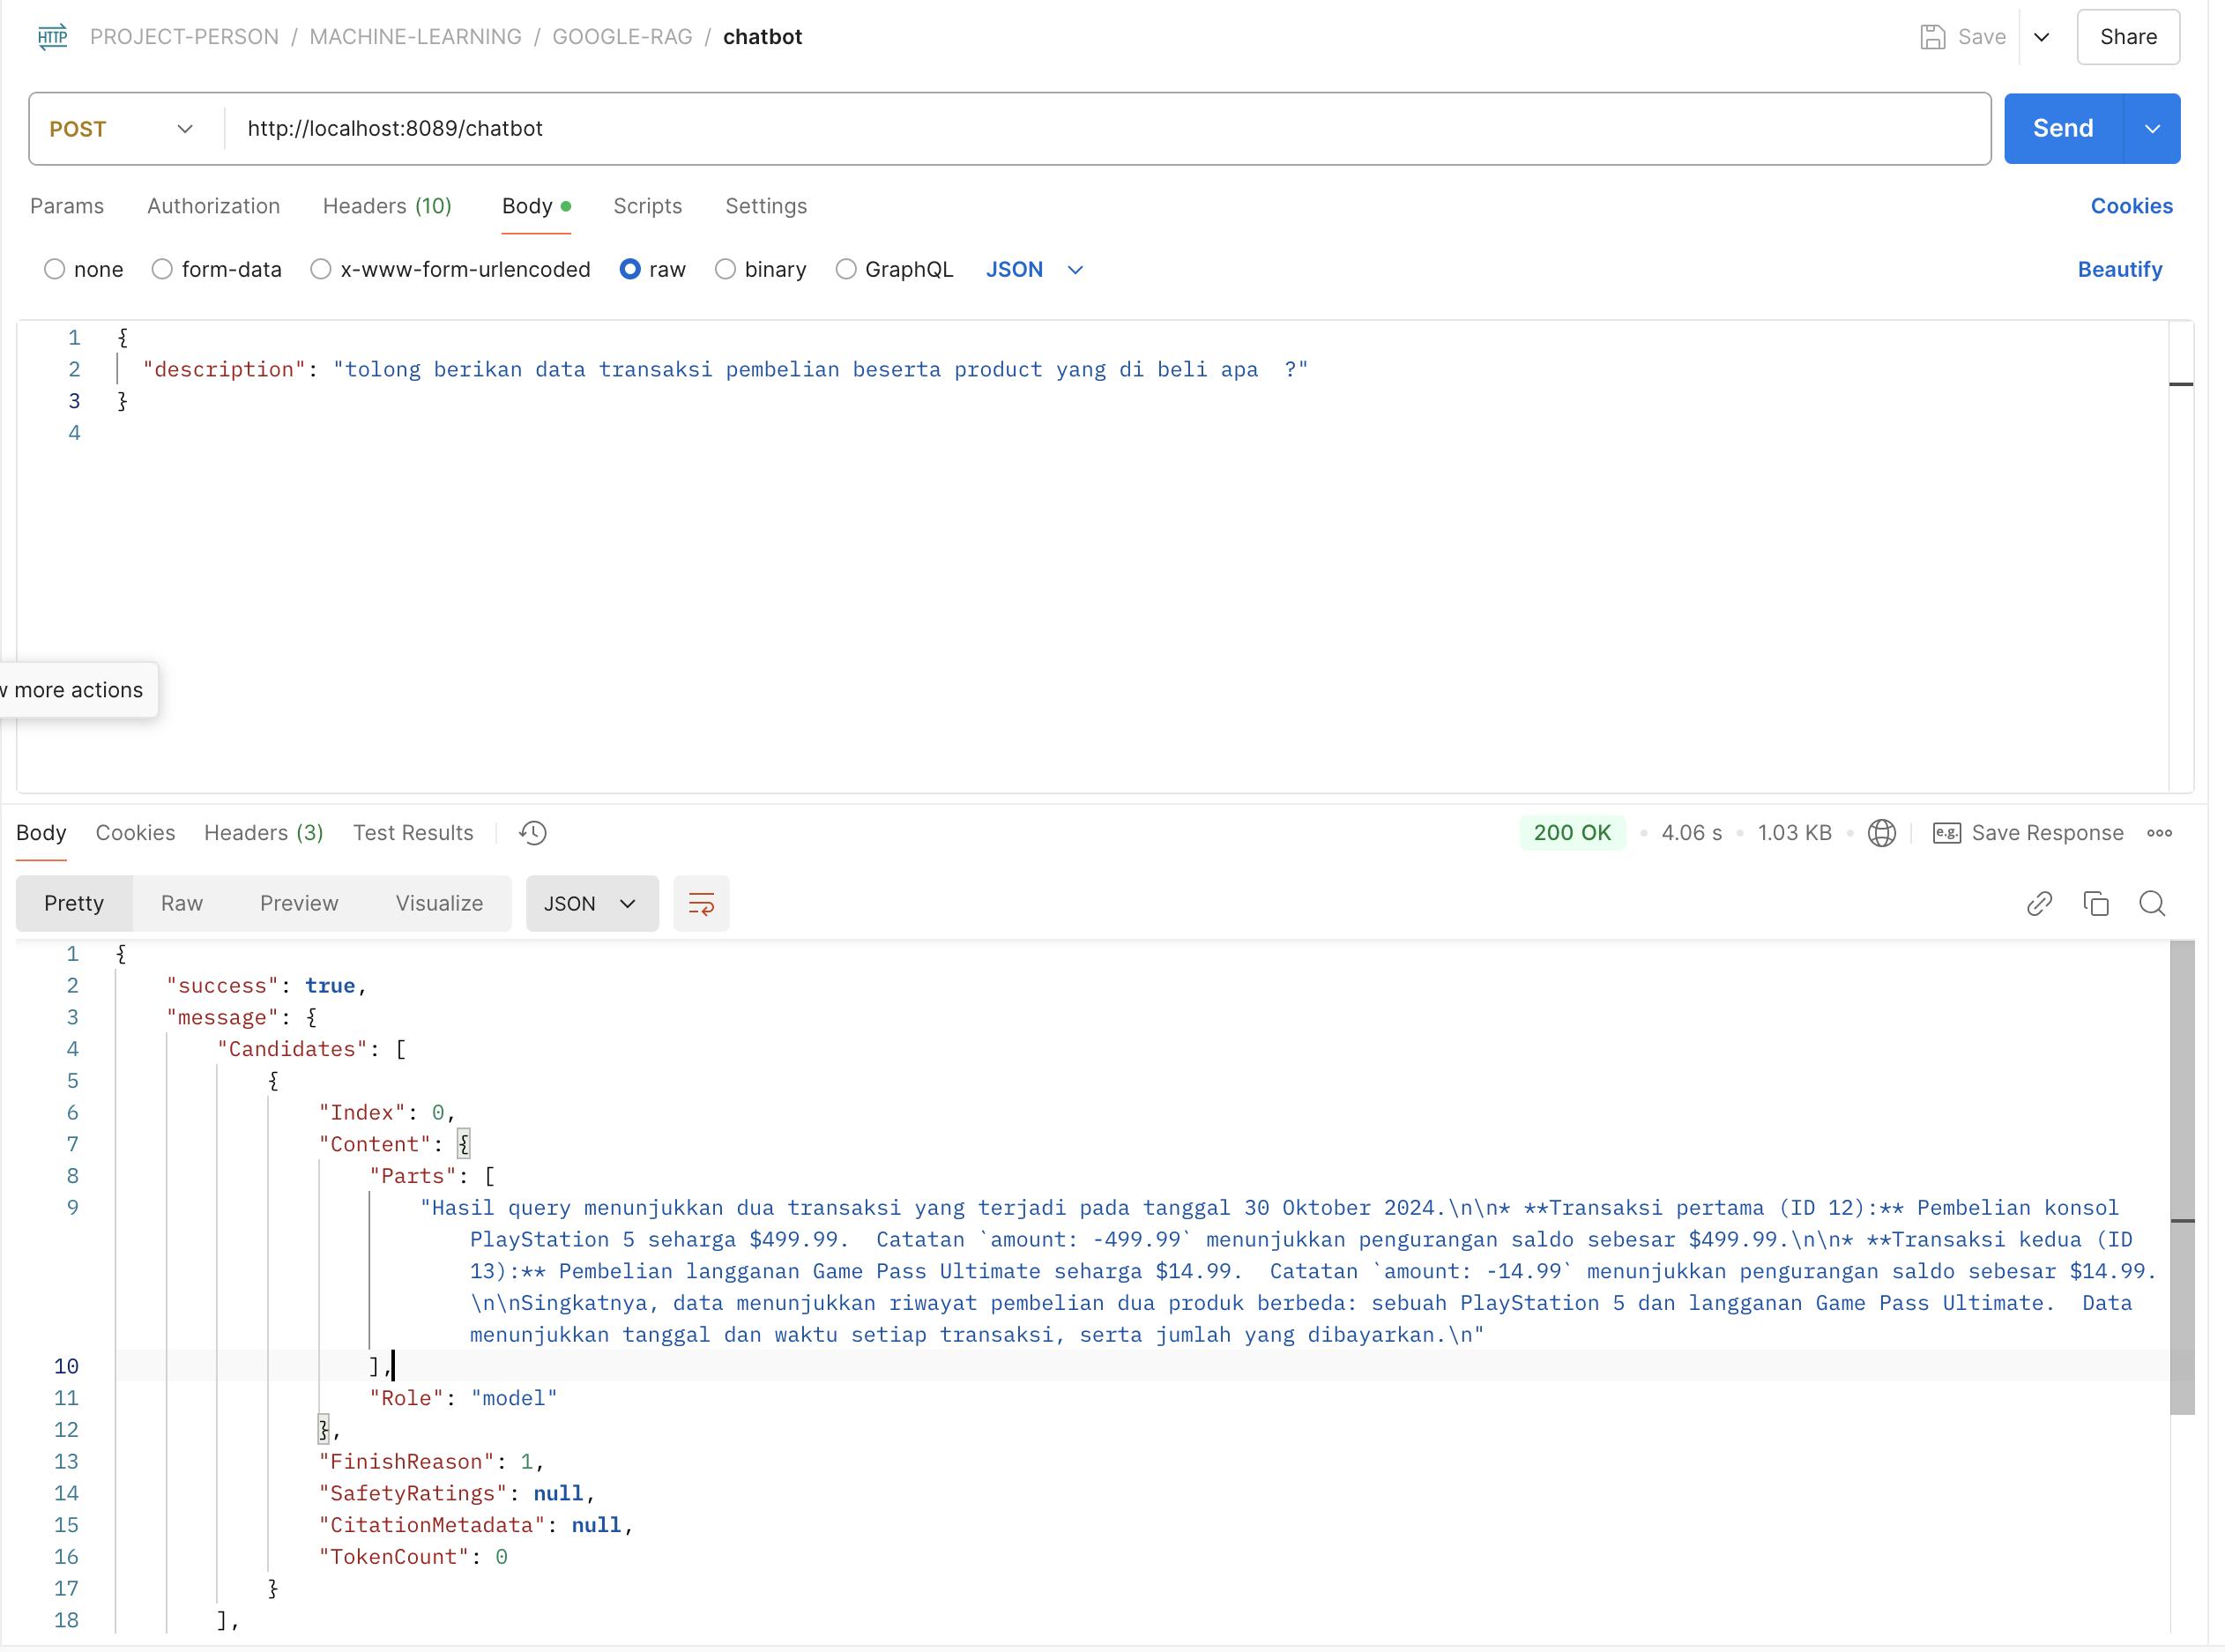 HTTP PROJECT-PERSON / MACHINE-LEARNING / GOOGLE-RAG / chatbot Save Share
POST http://localhost:8089/chatbot Send
Params Authorization Headers (10) Body Scripts Settings Cookies
none form-data x-www-form-urlencoded raw binary GraphQL JSON Beautify
1 {
2 "description": "tolong berikan data transaksi pembelian beserta product yang di beli apa  ?"
3 }
4
more actions
Body Cookies Headers (3) Test Results 200 OK • 4.06 s • 1.03 KB • e.g. Save Response
Pretty Raw Preview Visualize JSON
1 {
2 "success": true,
3 "message": {
4 "Candidates": [
5 {
6 "Index": 0,
7 "Content": {
8 "Parts": [
9 "Hasil query menunjukkan dua transaksi yang terjadi pada tanggal 30 Oktober 2024.\n\n* **Transaksi pertama (ID 12):** Pembelian konsol
PlayStation 5 seharga $499.99.  Catatan `amount: -499.99` menunjukkan pengurangan saldo sebesar $499.99.\n\n* **Transaksi kedua (ID
13):** Pembelian langganan Game Pass Ultimate seharga $14.99.  Catatan `amount: -14.99` menunjukkan pengurangan saldo sebesar $14.99.
\n\nSingkatnya, data menunjukkan riwayat pembelian dua produk berbeda: sebuah PlayStation 5 dan langganan Game Pass Ultimate.  Data
menunjukkan tanggal dan waktu setiap transaksi, serta jumlah yang dibayarkan.\n"
10 ],
11 "Role": "model"
12 },
13 "FinishReason": 1,
14 "SafetyRatings": null,
15 "CitationMetadata": null,
16 "TokenCount": 0
17 }
18 ],